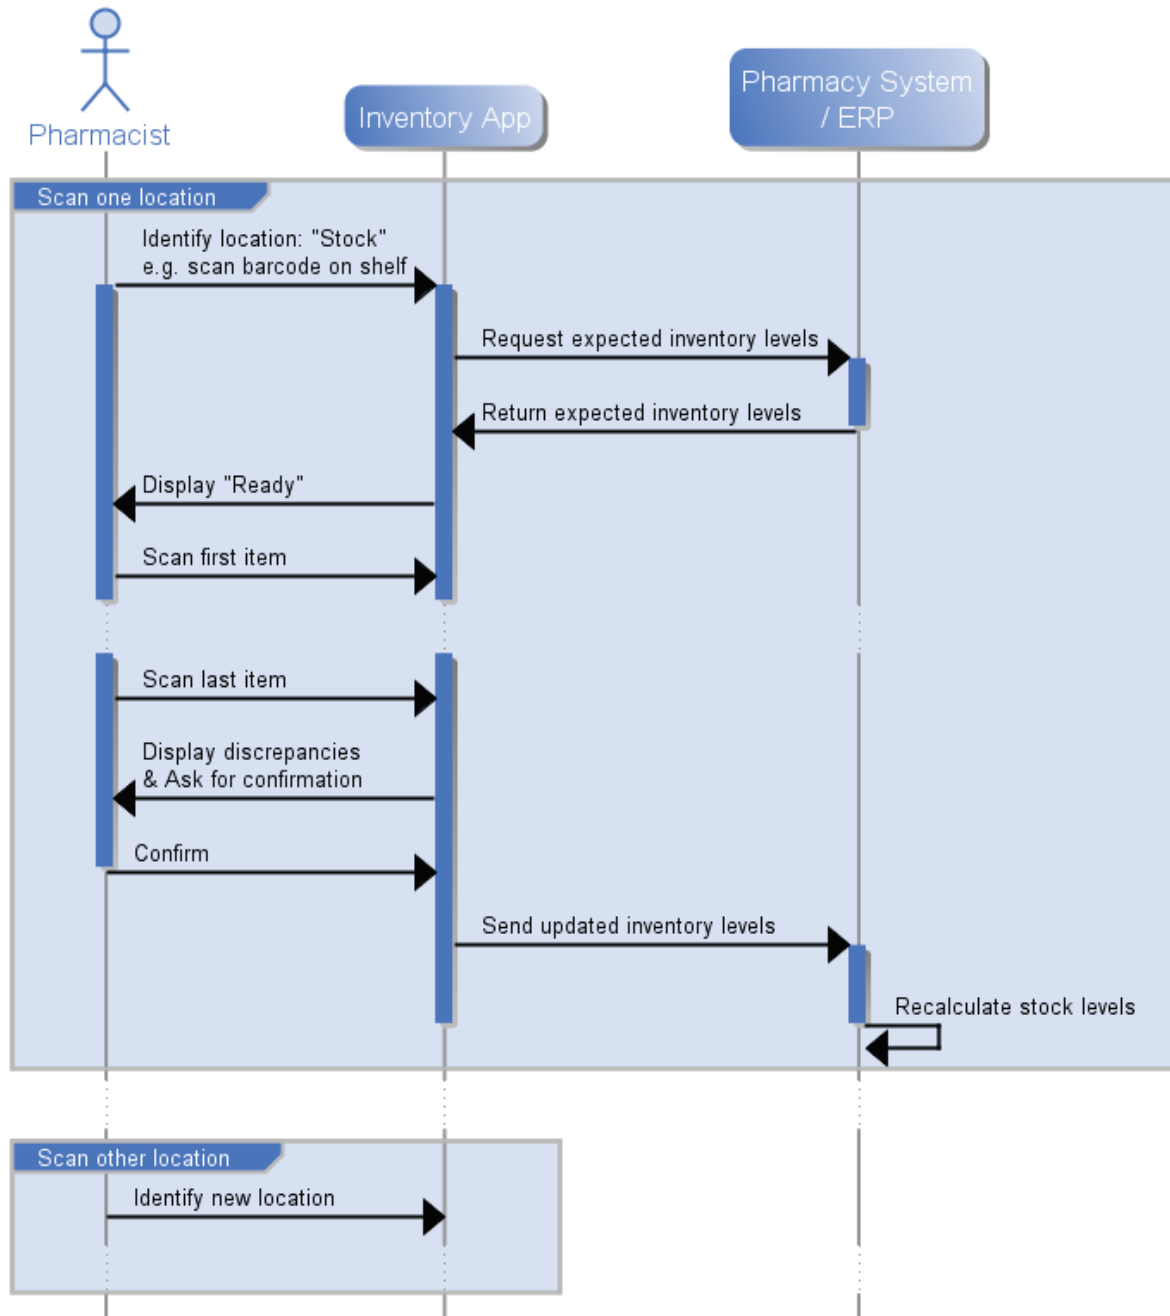 Pharmacist
Inventory App
Pharmacy System
/ ERP
Scan one location
Identify location: "Stock"
e.g. scan barcode on shelf
Request expected inventory levels
Return expected inventory levels
Display "Ready"
Scan first item
Scan last item
Display discrepancies
& Ask for confirmation
Confirm
Send updated inventory levels
Recalculate stock levels
Scan other location
Identify new location